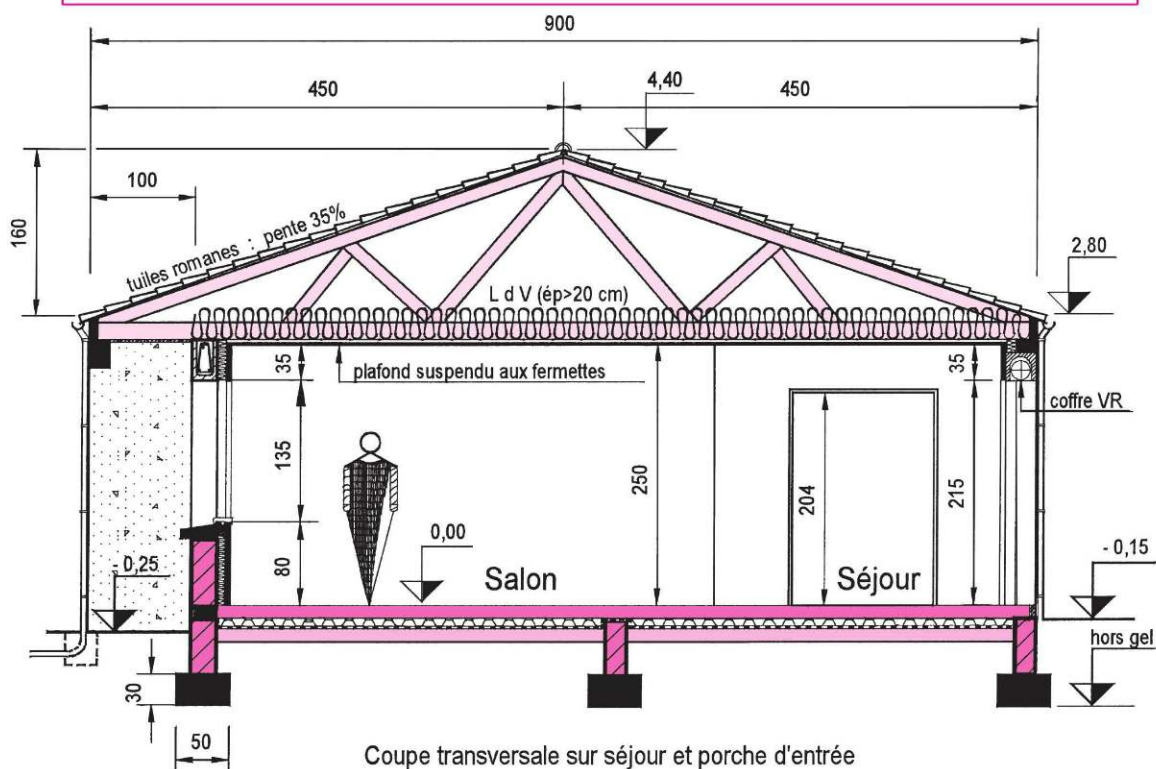 900
450
4,40
450
100
160
tuiles romanes : pente 35%
2,80
L d V (ép>20 cm)
35
plafond suspendu aux fermettes
35
coffre VR
135
250
204
215
0,00
- 0,25
- 0,15
80
Salon
Séjour
hors gel
30
50
Coupe transversale sur séjour et porche d'entrée